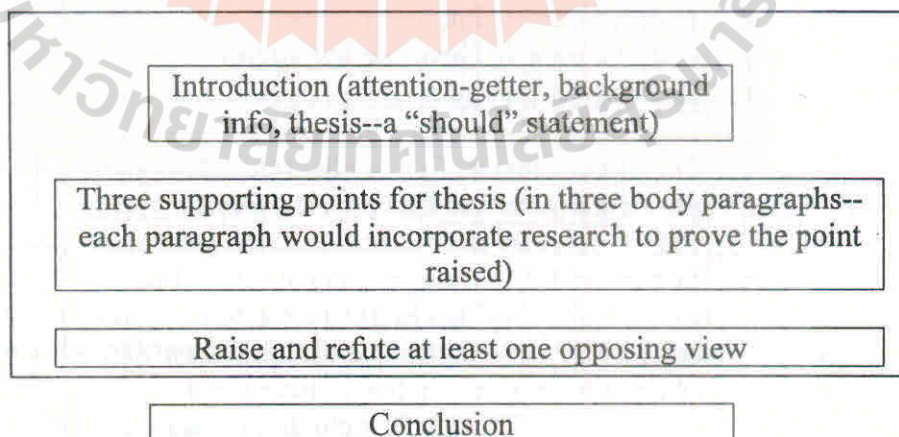 Introduction (attention-getter, background
info, thesis--a “should” statement)
Three supporting points for thesis (in three body paragraphs--
each paragraph would incorporate research to prove the point
raised)
Raise and refute at least one opposing view
Conclusion